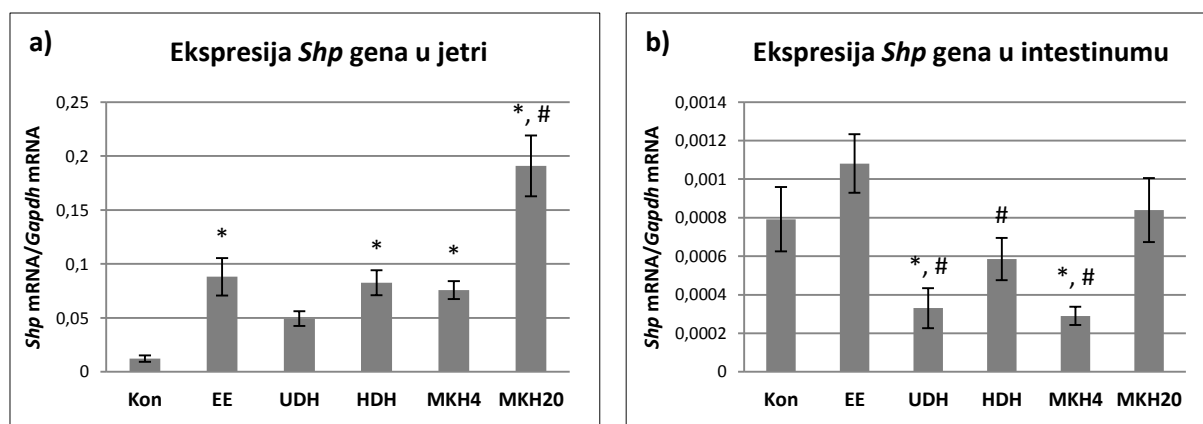 a)
Ekspresija Shp gena u jetri
Shp mRNA/Gapdh mRNA
0,25
0,2
0,15
0,1
0,05
0
*
*
*
*, #
Kon EE UDH HDH MKH4 MKH20
b)
Ekspresija Shp gena u intestinumu
Shp mRNA/Gapdh mRNA
0,0014
0,0012
0,001
0,0008
0,0006
0,0004
0,0002
0
*, #
#
*, #
Kon EE UDH HDH MKH4 MKH20